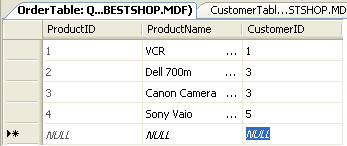 OrderTable: Q...BESTSHOP.MDF) CustomerTabl...STSHOP.MD
ProductID ProductName CustomerID
1 VCR ... 1
2 Dell 700m ... 3
3 Canon Camera ... 3
4 Sony Vaio ... 5
NULL NULL NULL